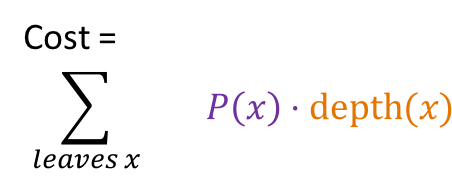 Cost =
∑ P(x) · depth(x)
leaves x